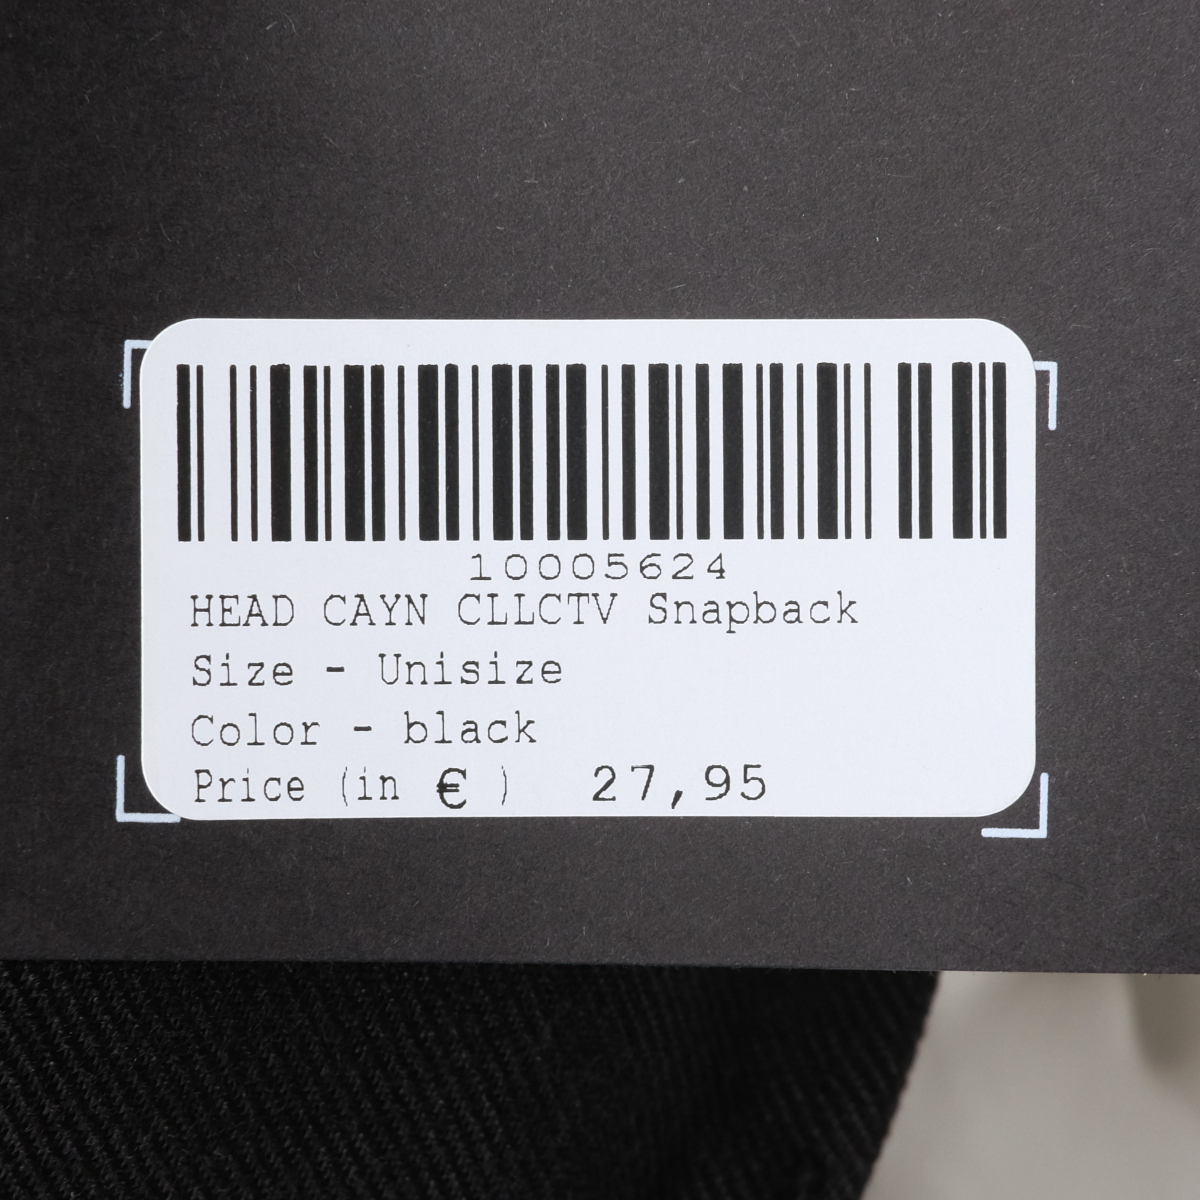 10005624
HEAD CAYN CLLCTV Snapback
Size - Unisize
Color - black
Price (in € ) 27,95